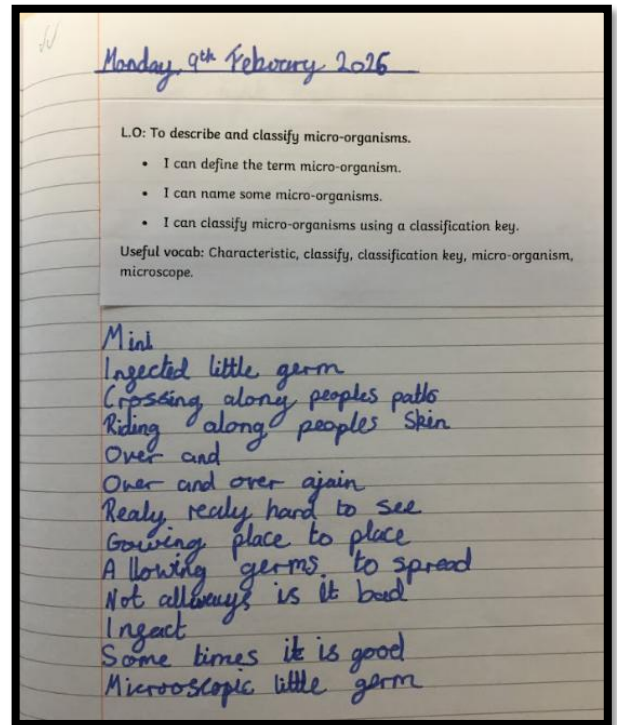 Monday, 9th Febuary 2026
L.O: To describe and classify micro-organisms.
• I can define the term micro-organism.
• I can name some micro-organisms.
• I can classify micro-organisms using a classification key.
Useful vocab: Characteristic, classify, classification key, micro-organism,
microscope.
Mini
Ingected little germ
Crossing along peoples paths
Riding along peoples skin
Over and
Over and over again
Realy realy hard to see
Gowing place to place
Allowing germs to spread
Not allways is it bad
Ingact
Some times it is good
Microoscopic little germ